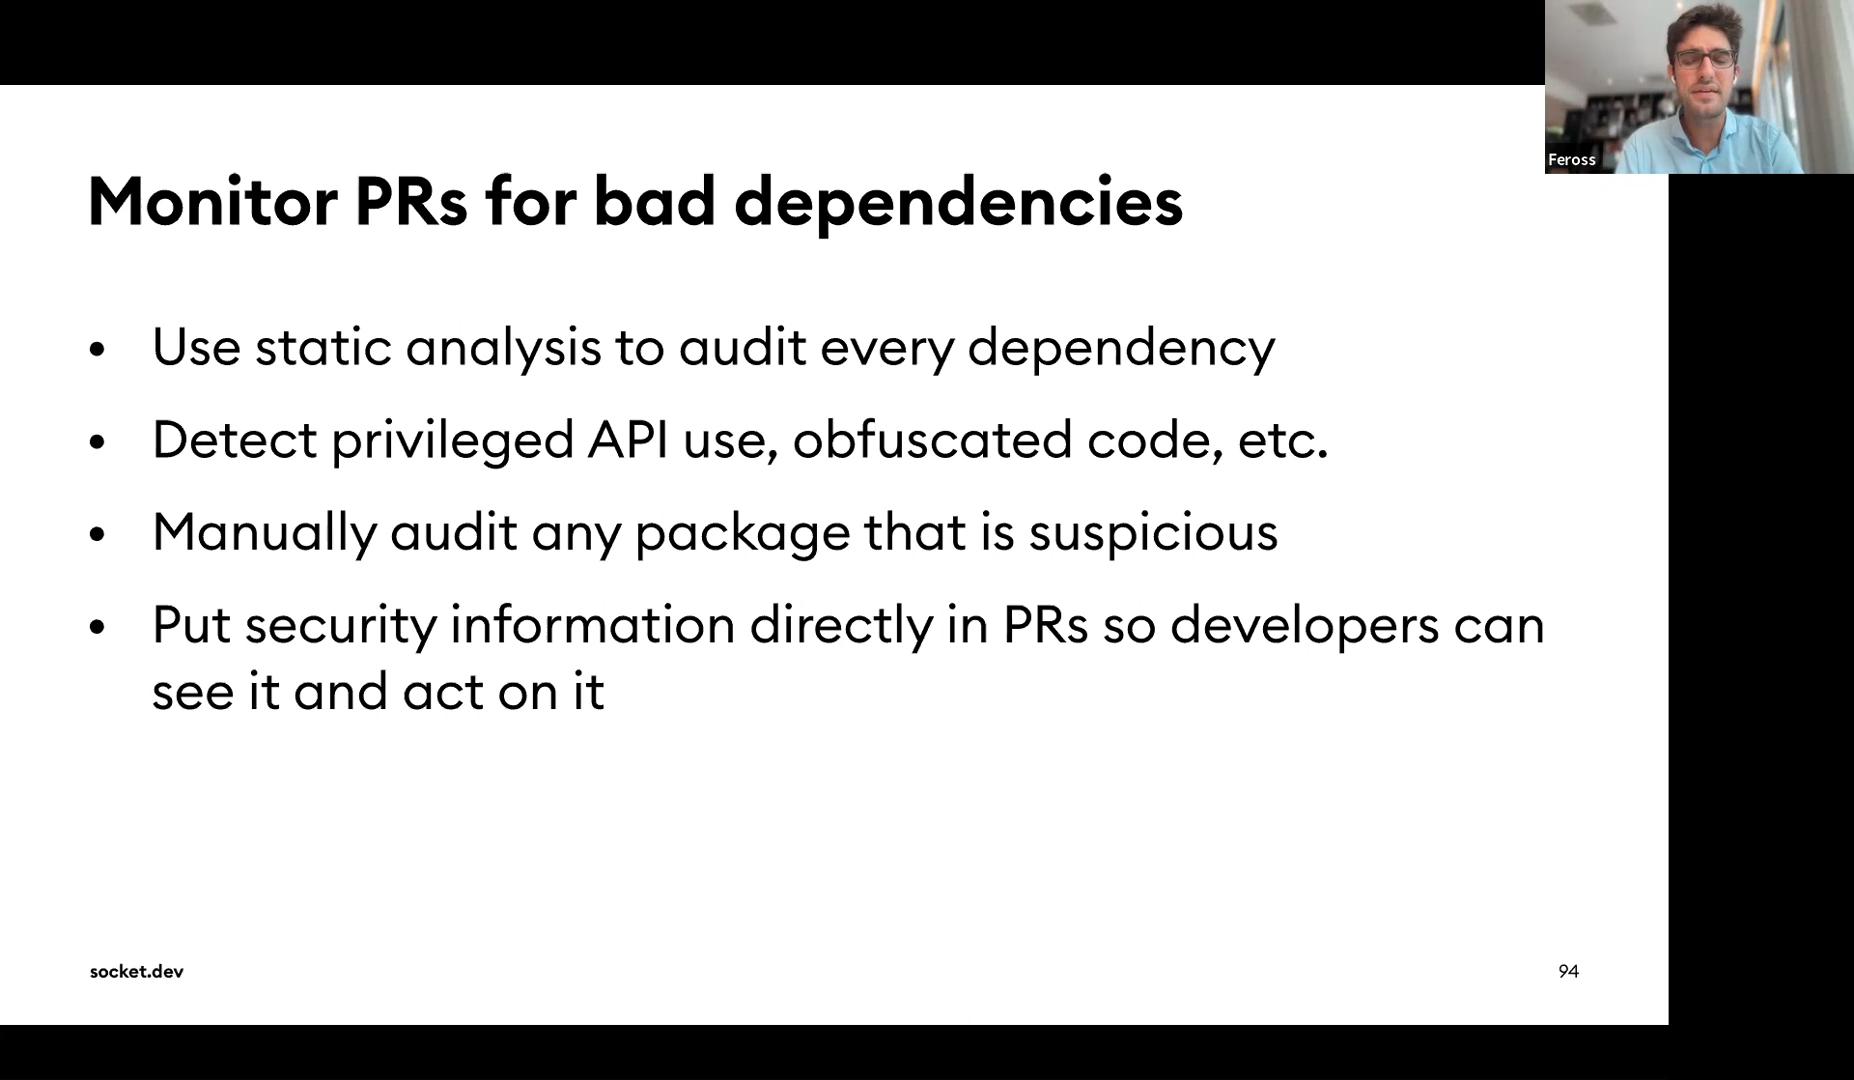 Feross
Monitor PRs for bad dependencies
• Use static analysis to audit every dependency
• Detect privileged API use, obfuscated code, etc.
• Manually audit any package that is suspicious
• Put security information directly in PRs so developers can
see it and act on it
socket.dev
94